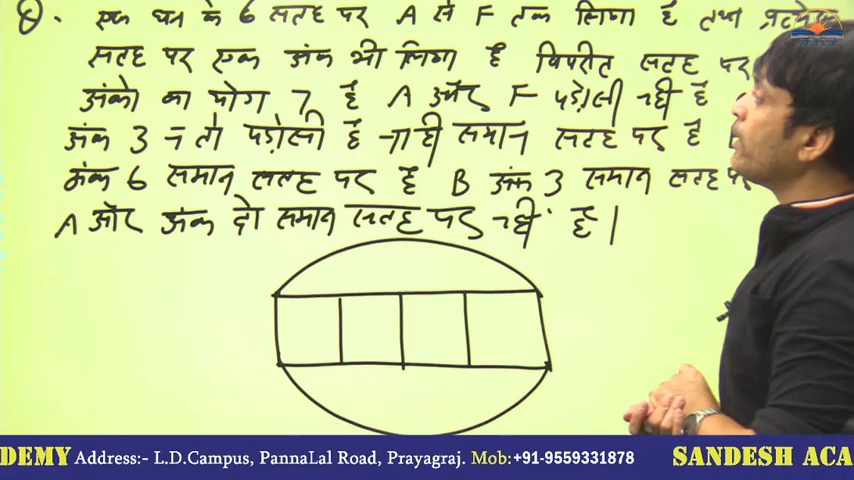 Q. एक घन के 6 सतह पर A से F तक लिखा है तथा प्रत्येक
सतह पर एक अंक भी लिखा है विपरीत सतह पर
अंको का योग 7 है A और F पड़ोसी नही है
अंक 3 न तो पड़ोसी है नाही समान सतह पर है
अंक 6 समान सतह पर है B अंक 3 समान सतह पर
A और अंक दो समान सतह पर नही है।
DEMY Address:- L.D.Campus, PannaLal Road, Prayagraj. Mob:+91-9559331878 SANDESH ACA